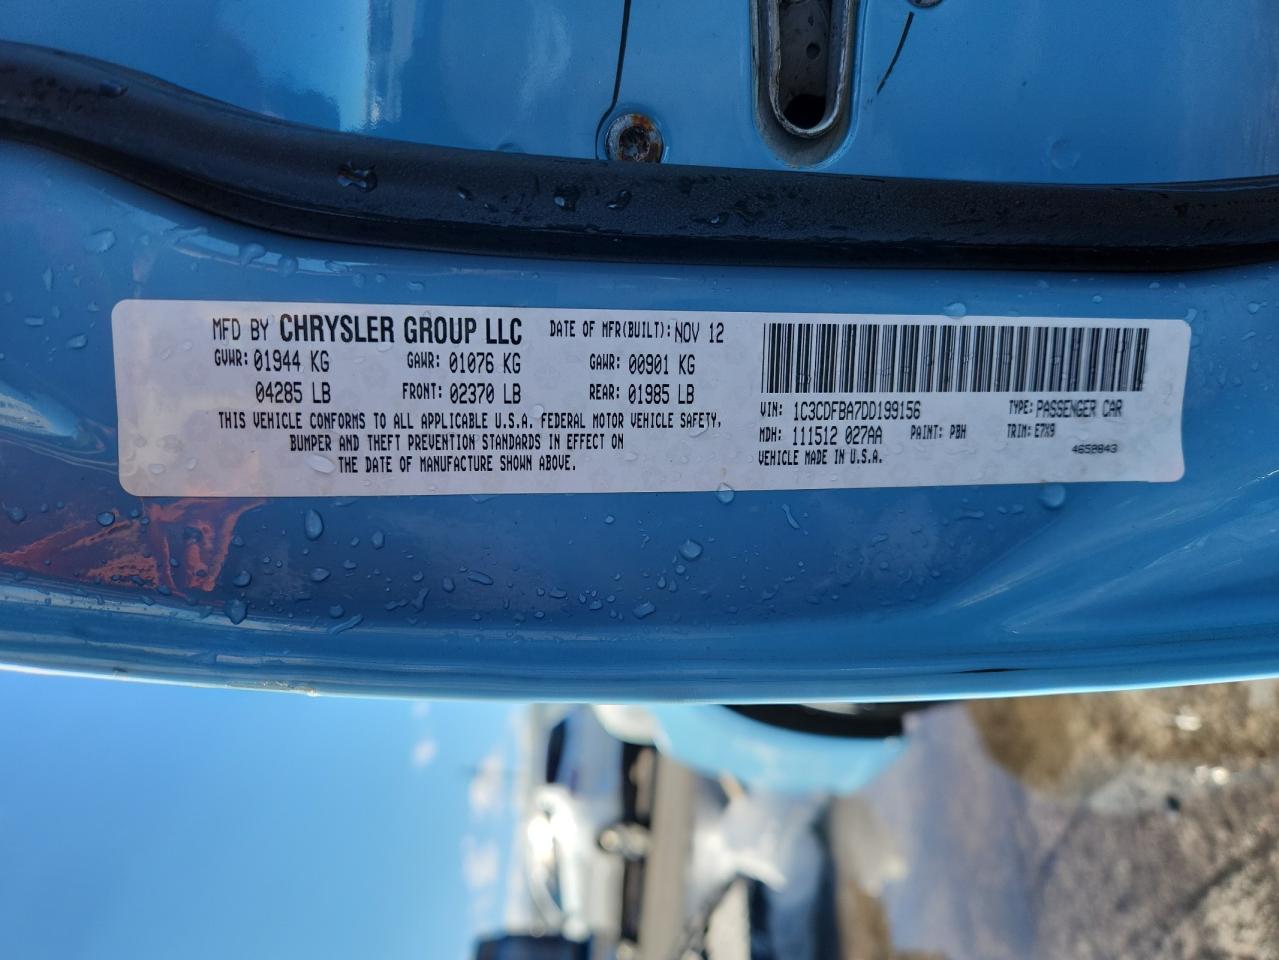 MFD BY CHRYSLER GROUP LLC DATE OF MFR(BUILT): NOV 12
GVWR: 01944 KG GAWR: 01076 KG GAWR: 00901 KG
04285 LB FRONT: 02370 LB REAR: 01985 LB
THIS VEHICLE CONFORMS TO ALL APPLICABLE U.S.A. FEDERAL MOTOR VEHICLE SAFETY,
BUMPER AND THEFT PREVENTION STANDARDS IN EFFECT ON
THE DATE OF MANUFACTURE SHOWN ABOVE.
VIN: 1C3CDFBA7DD199156 TYPE: PASSENGER CAR
MDH: 111512 027AA PAINT: PBH TRIM: E7X9
VEHICLE MADE IN U.S.A.